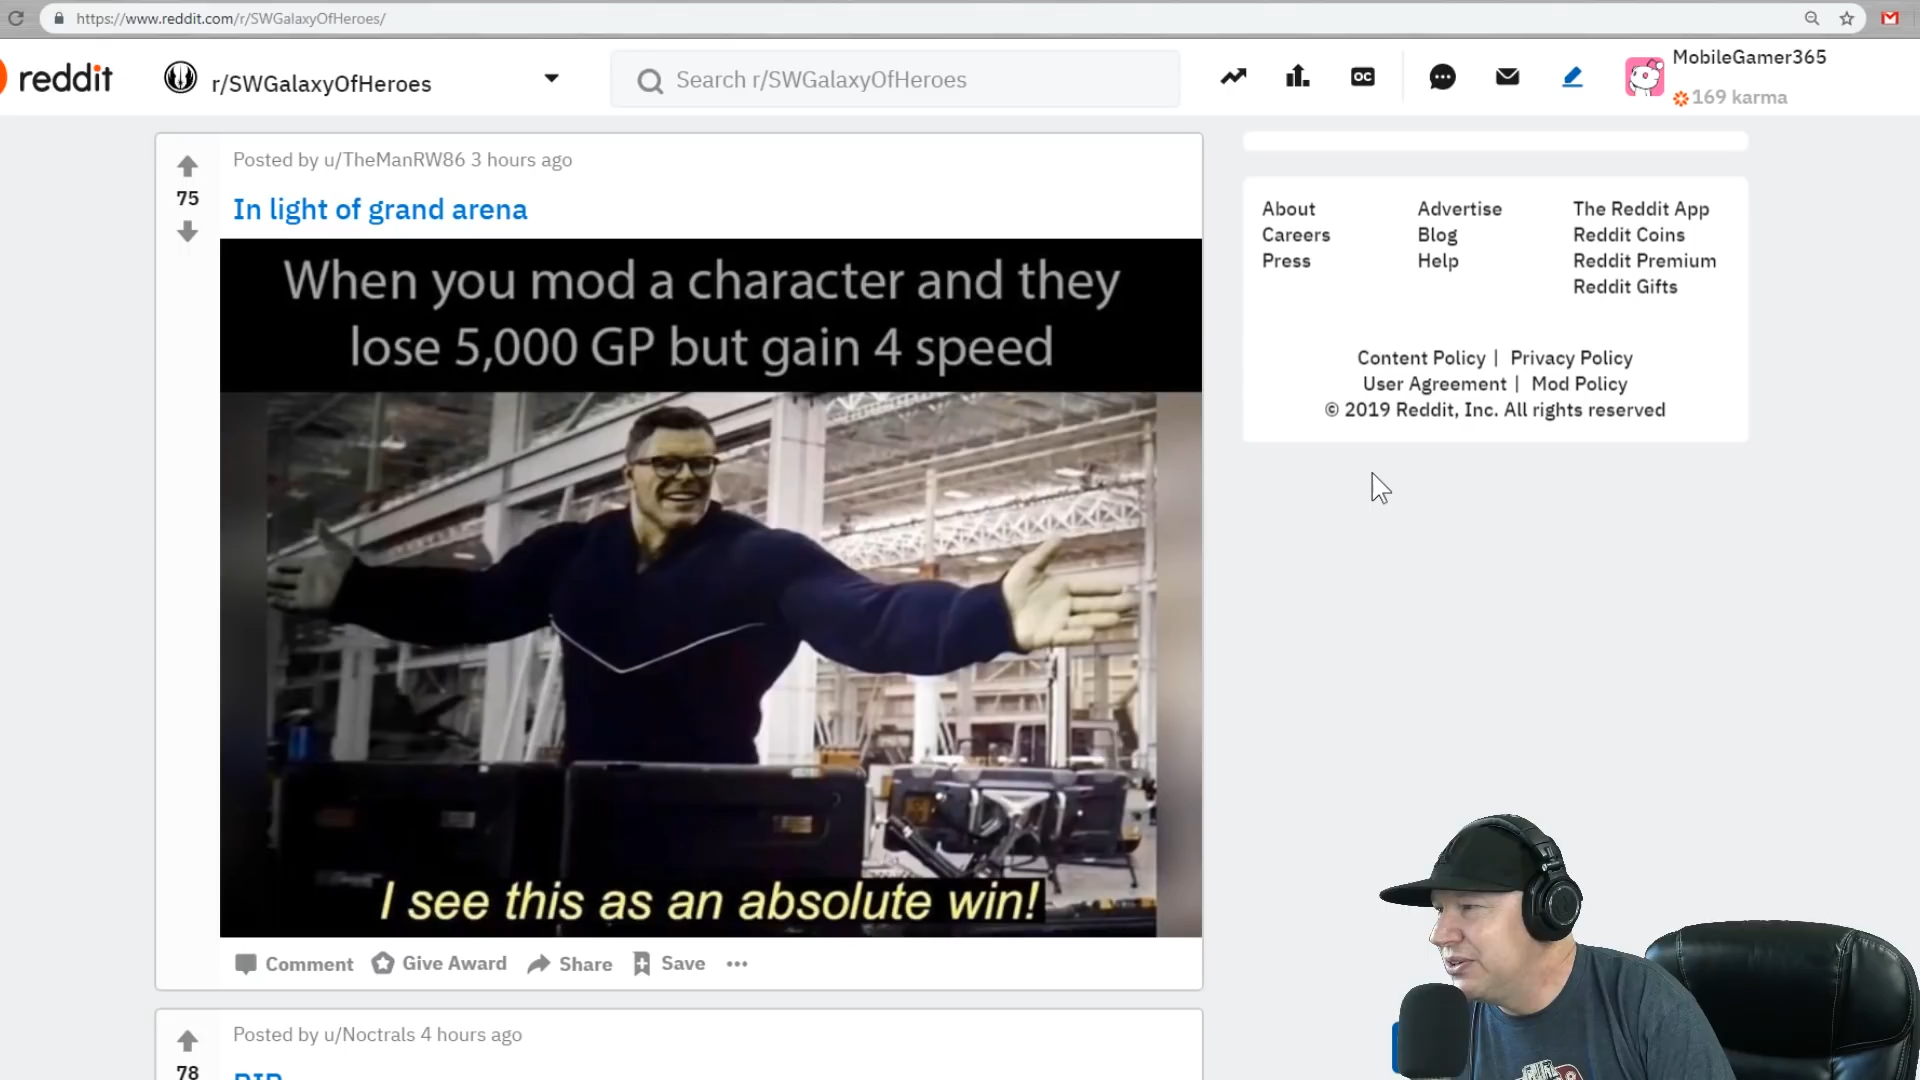 https://www.reddit.com/r/SWGalaxyOfHeroes/
reddit
r/SWGalaxyOfHeroes
Search r/SWGalaxyOfHeroes
OC
MobileGamer365
169 karma
Posted by u/TheManRW86 3 hours ago
75
In light of grand arena
When you mod a character and they
lose 5,000 GP but gain 4 speed
I see this as an absolute win!
Comment
Give Award
Share
Save
Posted by u/Noctrals 4 hours ago
78
About
Advertise
The Reddit App
Careers
Blog
Reddit Coins
Press
Help
Reddit Premium
Reddit Gifts
Content Policy | Privacy Policy
User Agreement | Mod Policy
© 2019 Reddit, Inc. All rights reserved